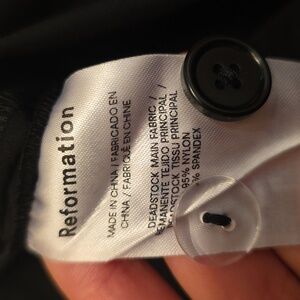 Reformation
MADE IN CHINA / FABRICADO EN
CHINA / FABRIQUÉ EN CHINE
DEADSTOCK MAIN FABRIC /
TEJIDO PRINCIPAL /
TISSU PRINCIPAL
95% NYLON
% SPANDEX